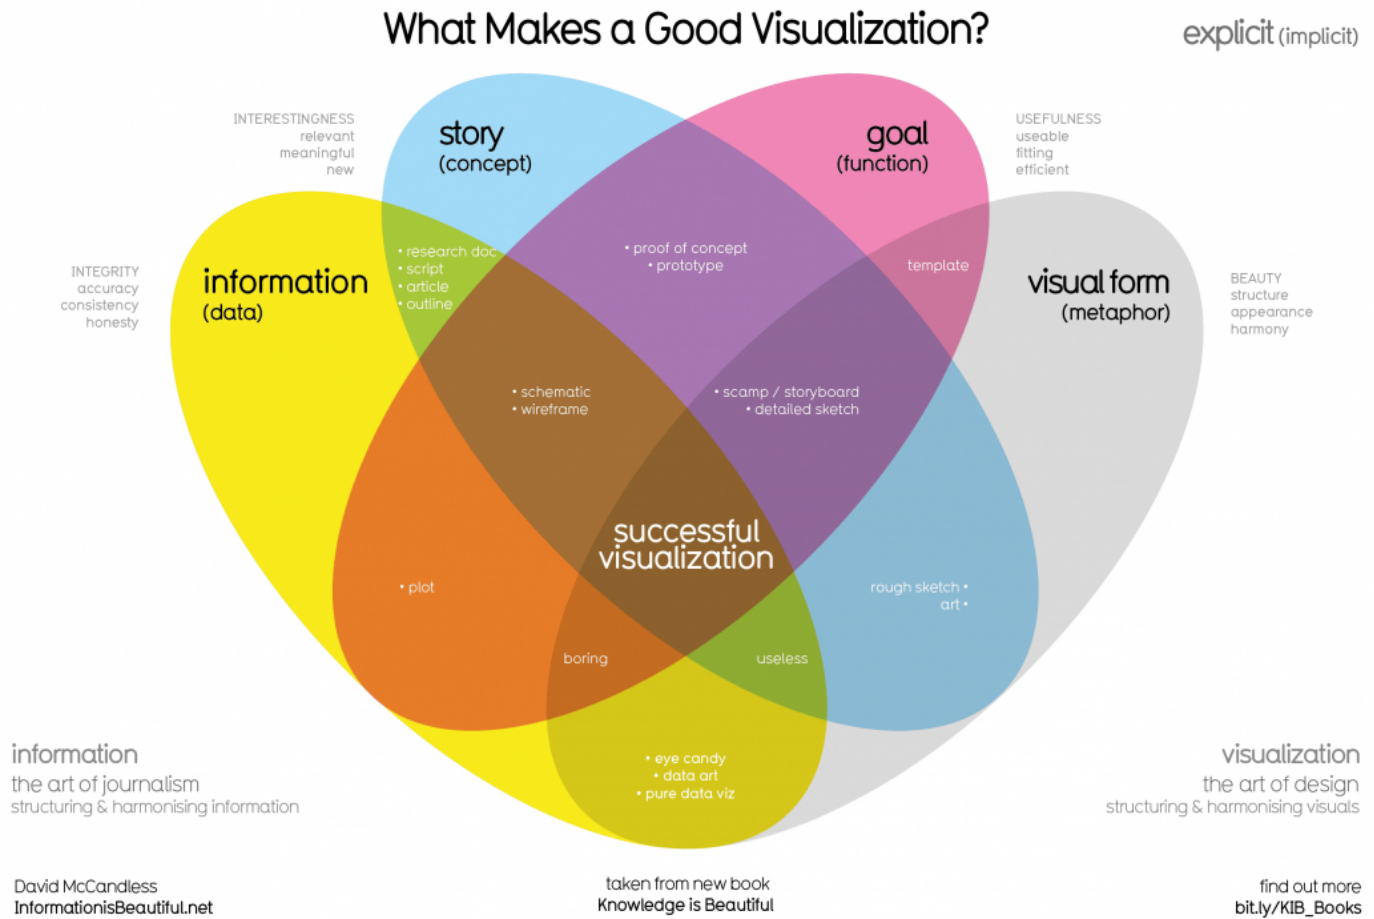 What Makes a Good Visualization?
explicit (implicit)
INTERESTINGNESS
relevant
meaningful
new
story
(concept)
goal
(function)
USEFULNESS
useable
fitting
efficient
INTEGRITY
accuracy
consistency
honesty
information
(data)
• research doc
• script
• article
• outline
• proof of concept
• prototype
template
visual form
(metaphor)
BEAUTY
structure
appearance
harmony
• schematic
• wireframe
• scamp / storyboard
• detailed sketch
successful
visualization
• plot
rough sketch •
art •
boring
useless
• eye candy
• data art
• pure data viz
information
the art of journalism
structuring & harmonising information
visualization
the art of design
structuring & harmonising visuals
David McCandless
InformationisBeautiful.net
taken from new book
Knowledge is Beautiful
find out more
bit.ly/KIB_Books